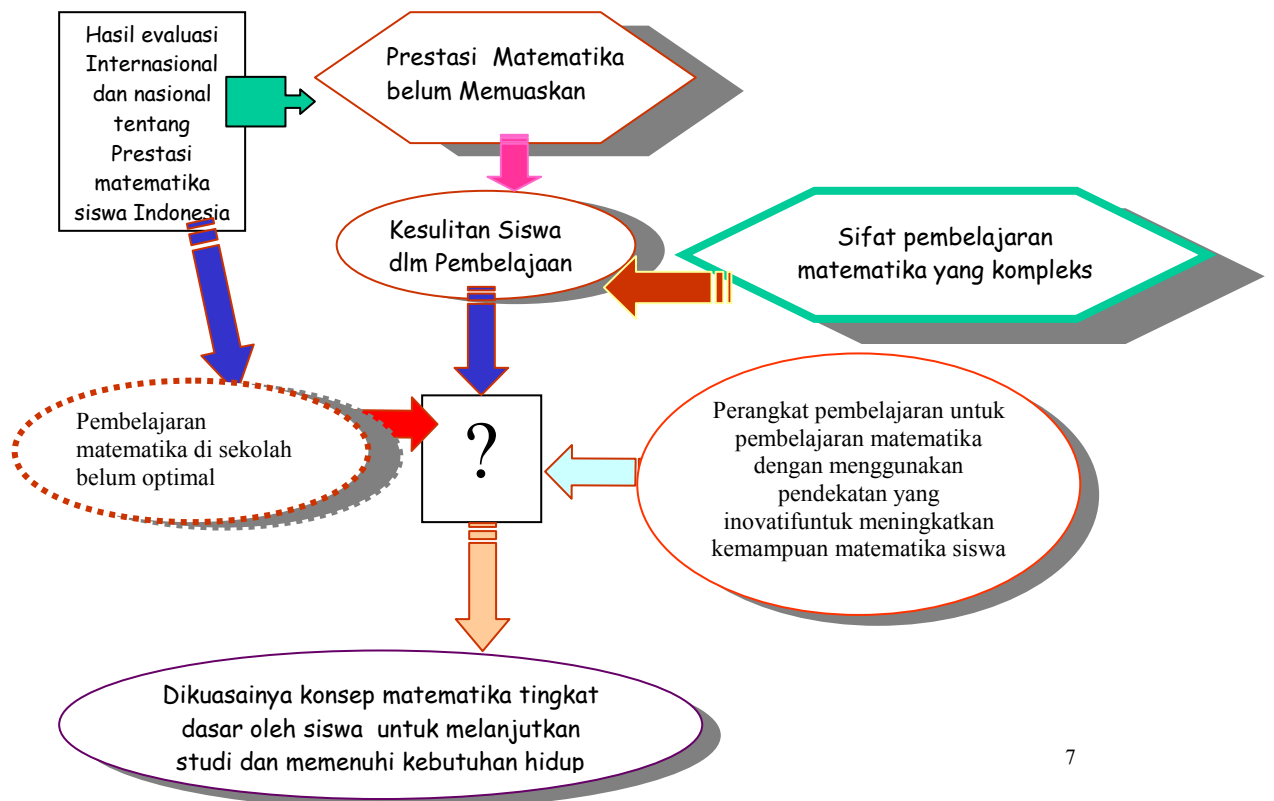 Hasil evaluasi
Internasional
dan nasional
tentang
Prestasi
matematika
siswa Indonesia
Prestasi Matematika
belum Memuaskan
Kesulitan Siswa
dlm Pembelajaan
Sifat pembelajaran
matematika yang kompleks
Pembelajaran
matematika di sekolah
belum optimal
?
Perangkat pembelajaran untuk
pembelajaran matematika
dengan menggunakan
pendekatan yang
inovatifuntuk meningkatkan
kemampuan matematika siswa
Dikuasainya konsep matematika tingkat
dasar oleh siswa untuk melanjutkan
studi dan memenuhi kebutuhan hidup
7